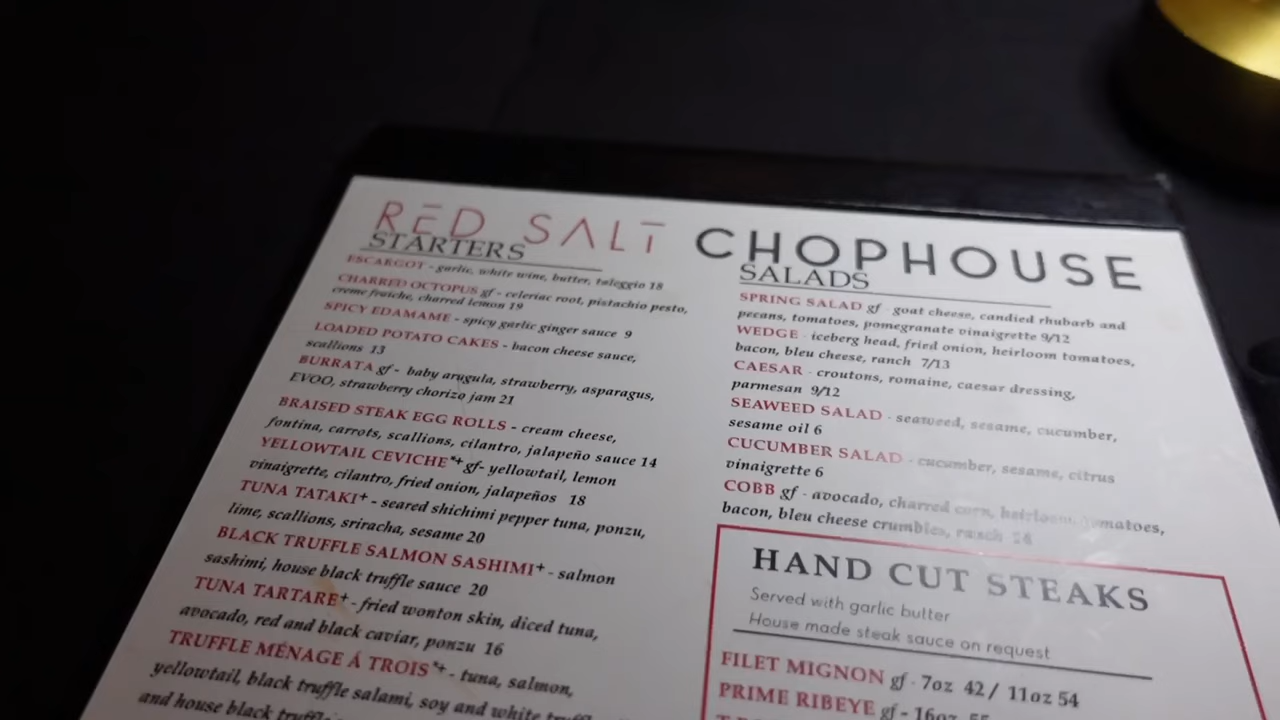 RED SALT CHOPHOUSE
STARTERS
ESCARGOT - garlic, white wine, butter, taleggio 18
CHARRED OCTOPUS gf - celeriac root, pistachio pesto,
creme fraiche, charred lemon 19
SPICY EDAMAME - spicy garlic ginger sauce 9
LOADED POTATO CAKES - bacon cheese sauce,
scallions 13
BURRATA gf - baby arugula, strawberry, asparagus,
EVOO, strawberry chorizo jam 21
BRAISED STEAK EGG ROLLS - cream cheese,
fontina, carrots, scallions, cilantro, jalapeño sauce 14
YELLOWTAIL CEVICHE*+ gf- yellowtail, lemon
vinaigrette, cilantro, fried onion, jalapeños 18
TUNA TATAKI+ - seared shichimi pepper tuna, ponzu,
lime, scallions, sriracha, sesame 20
BLACK TRUFFLE SALMON SASHIMI+ - salmon
sashimi, house black truffle sauce 20
TUNA TARTARE+ - fried wonton skin, diced tuna,
avocado, red and black caviar, ponzu 16
TRUFFLE MÉNAGE Á TROIS*+ - tuna, salmon,
yellowtail, black truffle salami, soy and white truffle
and house black truffle
SALADS
SPRING SALAD gf - goat cheese, candied rhubarb and
pecans, tomatoes, pomegranate vinaigrette 9/12
WEDGE - iceberg head, fried onion, heirloom tomatoes,
bacon, bleu cheese, ranch 7/13
CAESAR - croutons, romaine, caesar dressing,
parmesan 9/12
SEAWEED SALAD - seaweed, sesame, cucumber,
sesame oil 6
CUCUMBER SALAD - cucumber, sesame, citrus
vinaigrette 6
COBB gf - avocado, charred corn, heirloom tomatoes,
bacon, bleu cheese crumbles, ranch 14
HAND CUT STEAKS
Served with garlic butter
House made steak sauce on request
FILET MIGNON gf - 7oz 42 / 11oz 54
PRIME RIBEYE gf - 16oz 55